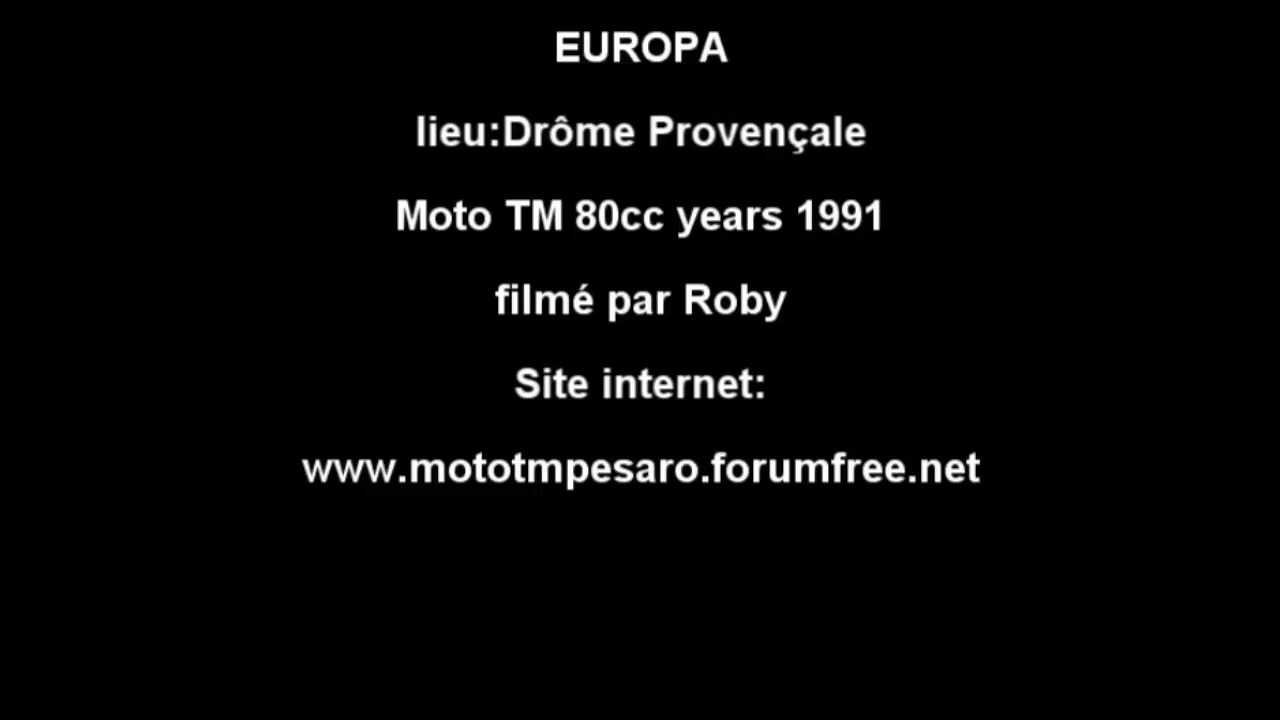 EUROPA
lieu:Drôme Provençale
Moto TM 80cc years 1991
filmé par Roby
Site internet:
www.mototmpesaro.forumfree.net